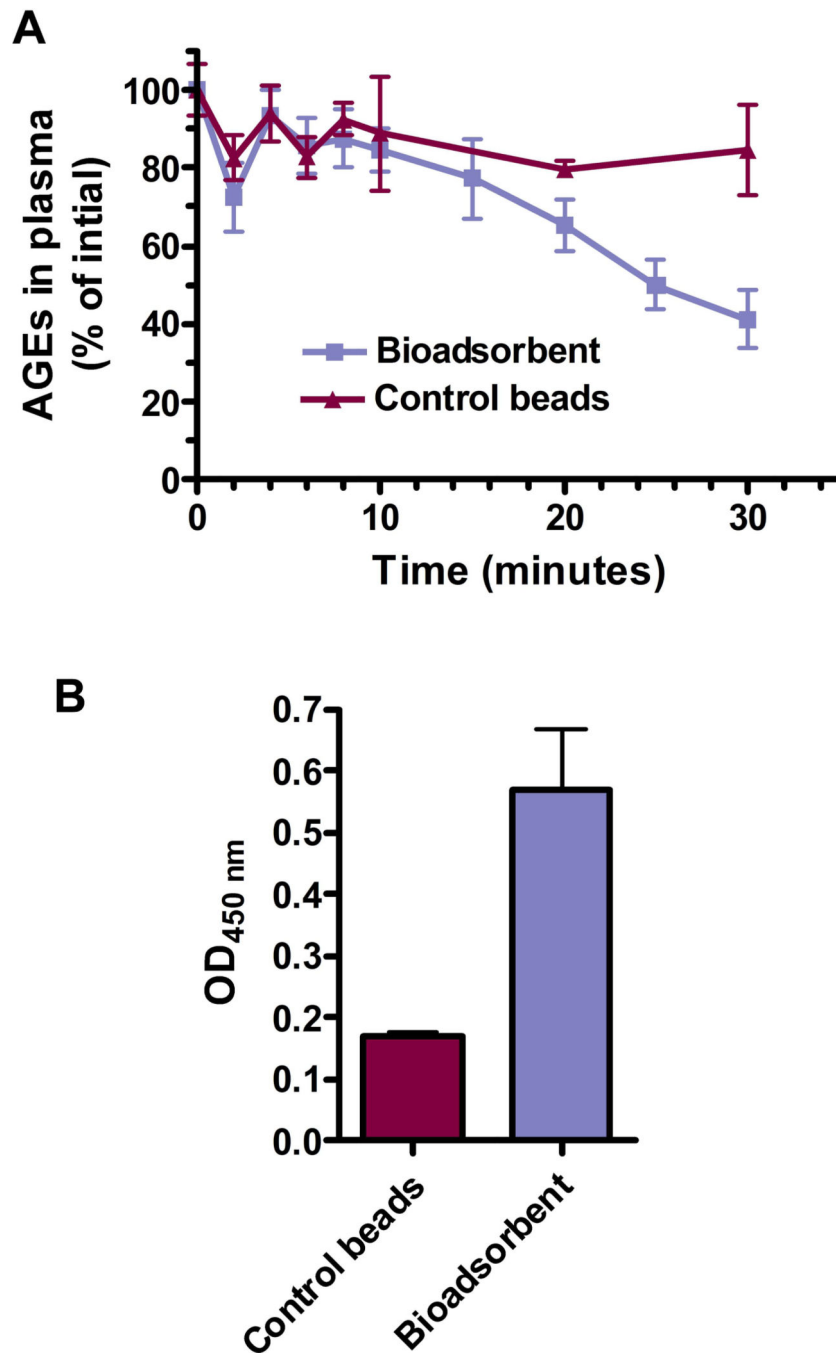 A
AGEs in plasma
(% of intial)
100
80
60
40
20
0
Bioadsorbent
Control beads
0 10 20 30
Time (minutes)
B
OD450 nm
0.7
0.6
0.5
0.4
0.3
0.2
0.1
0.0
Control beads
Bioadsorbent